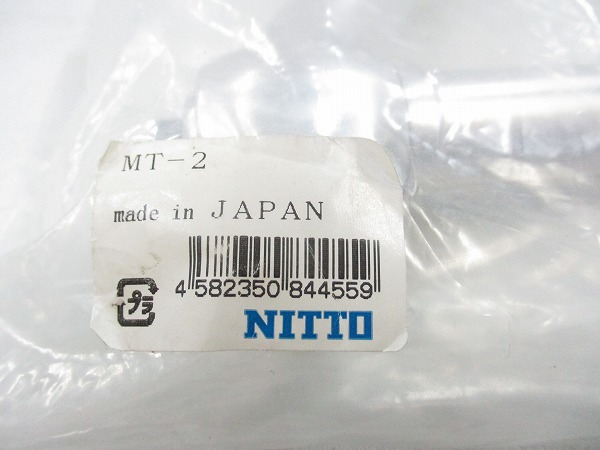 MT-2
made in JAPAN
4 582350 844559
プラ
NITTO